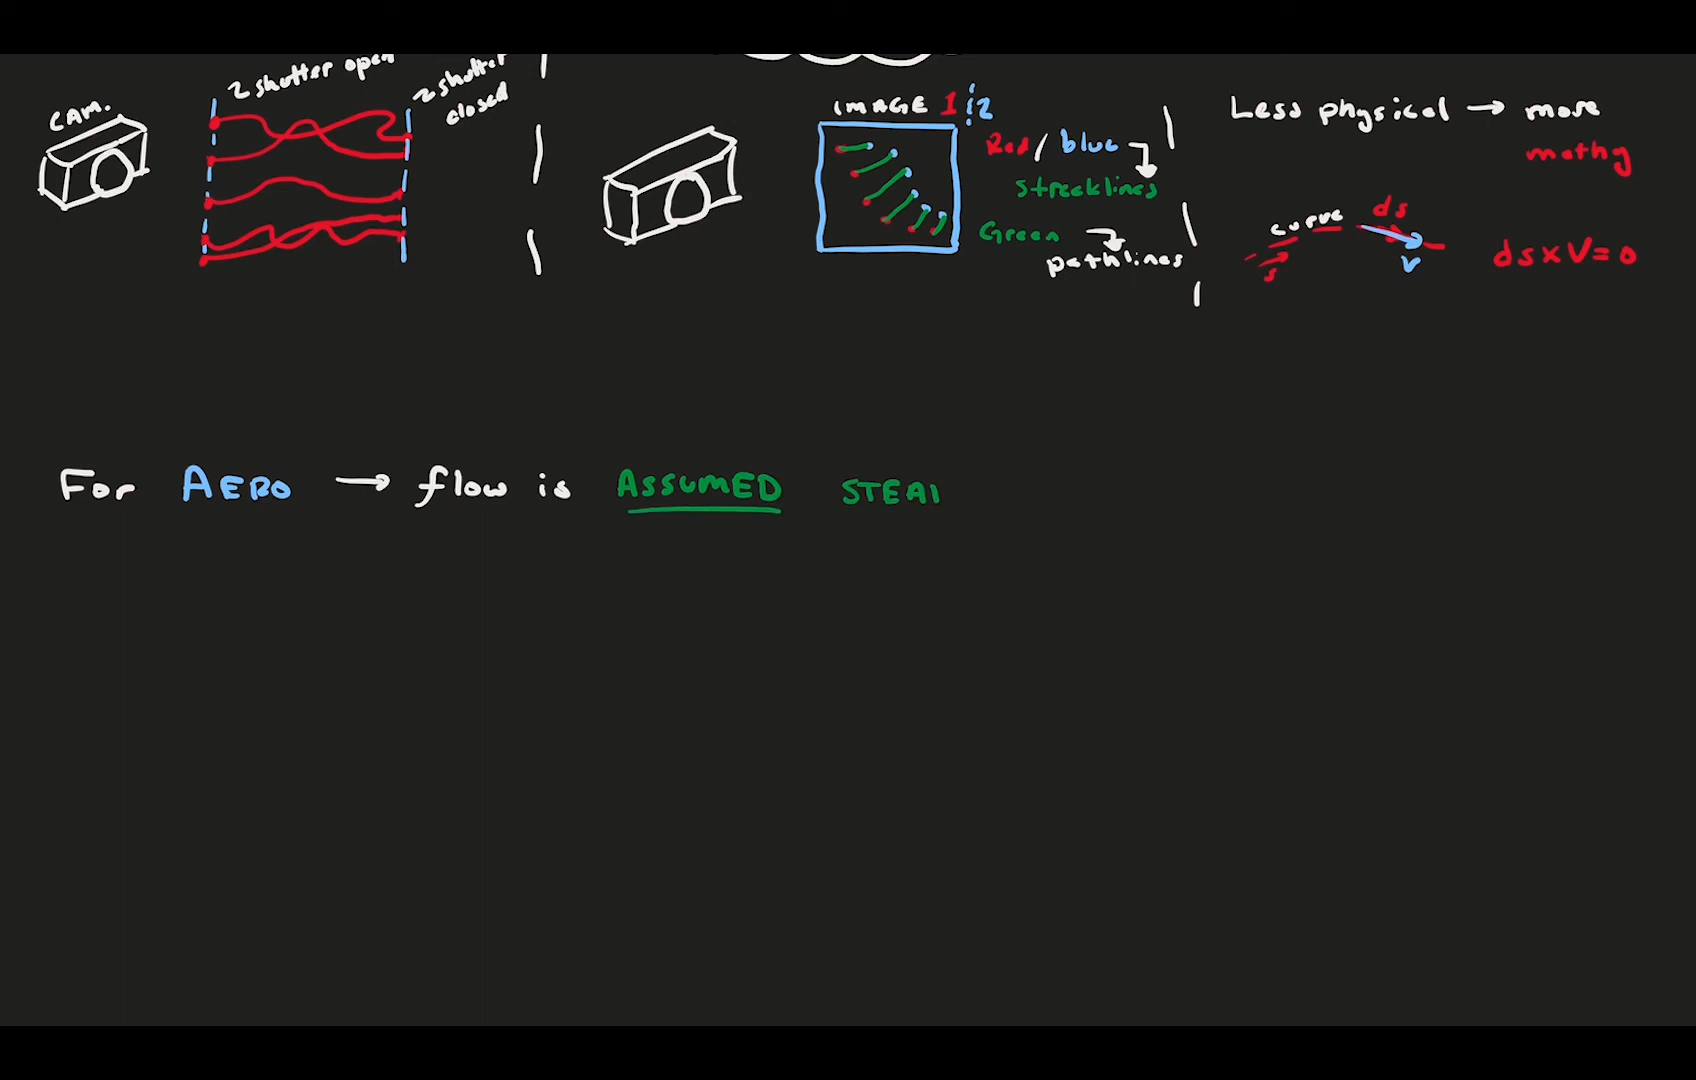 CAM.
2 shutter open
2 shutter
closed
IMAGE 1 & 2
Red / blue
streaklines
Green
pathlines
Less physical → more
mathy
curve
ds
s
V
ds x V = 0
For AERO → flow is ASSUMED STEAI